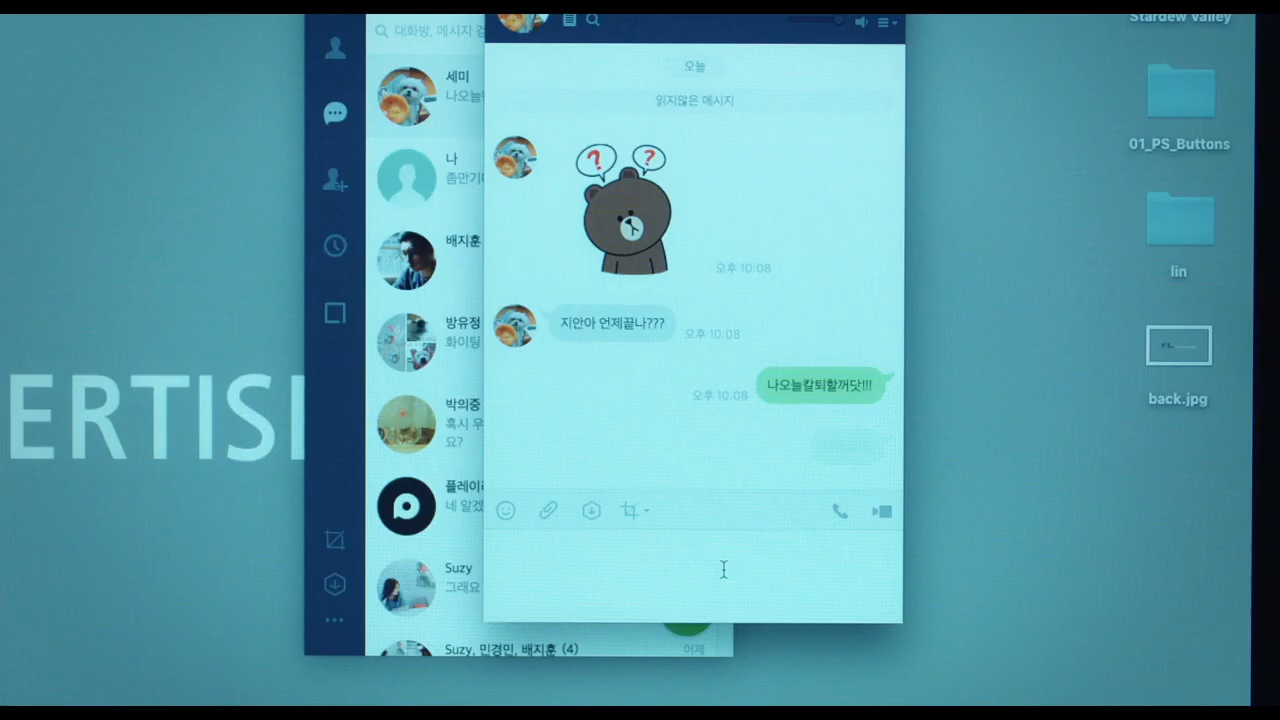 Stardew Valley
01_PS_Buttons
lin
back.jpg
ERTISI
대화방, 메시지 검
세미
나오늘
나
좀만기
배지훈
방유정
화이팅
박의중
혹시 우
요?
플레이리
네 알겠
Suzy
그래요
Suzy, 민경민, 배지훈 (4)
어제
오늘
읽지않은 메시지
?
?
오후 10:08
지안아 언제끝나???
오후 10:08
오후 10:08
나오늘칼퇴할꺼닷!!!